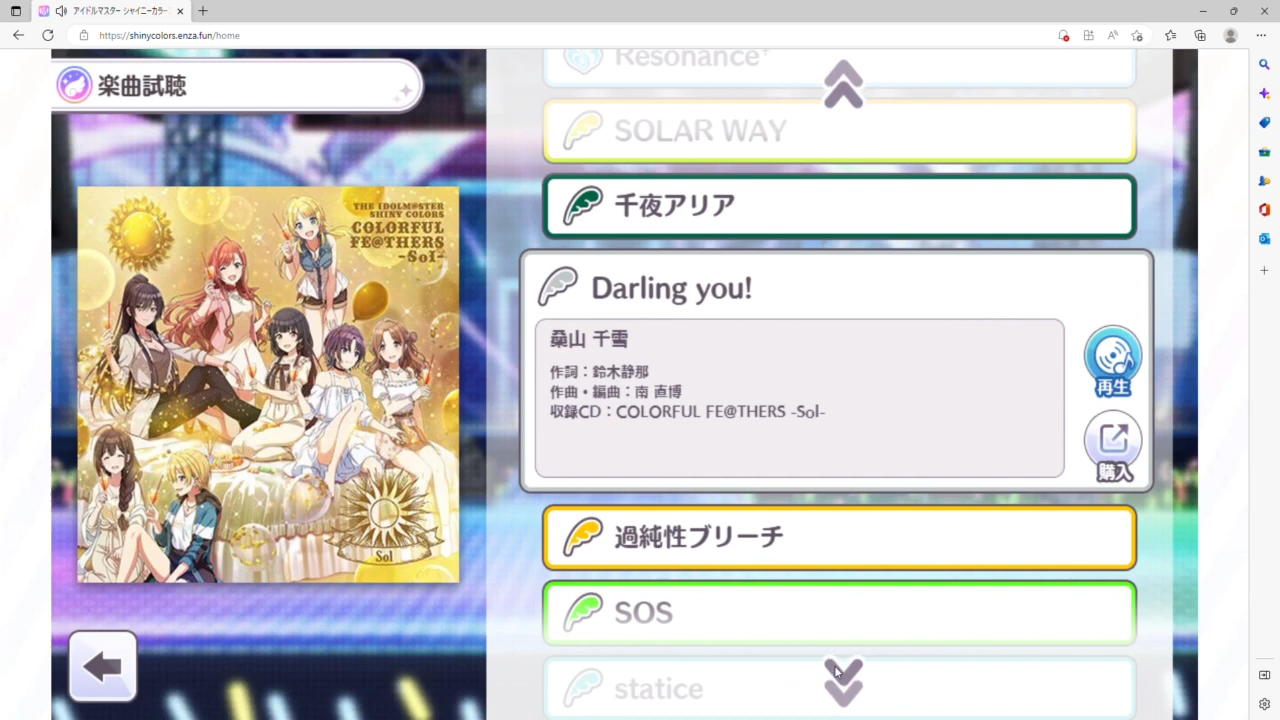 アイドルマスター シャイニーカラー
https://shinycolors.enza.fun/home
楽曲試聴
THE IDOLM@STER
SHINY COLORS
COLORFUL
FE@THERS
-Sol-
Sol
Resonance⁺
SOLAR WAY
千夜アリア
Darling you!
桑山 千雪
作詞：鈴木静那
作曲・編曲：南 直博
収録CD：COLORFUL FE@THERS -Sol-
再生
購入
過純性ブリーチ
SOS
statice